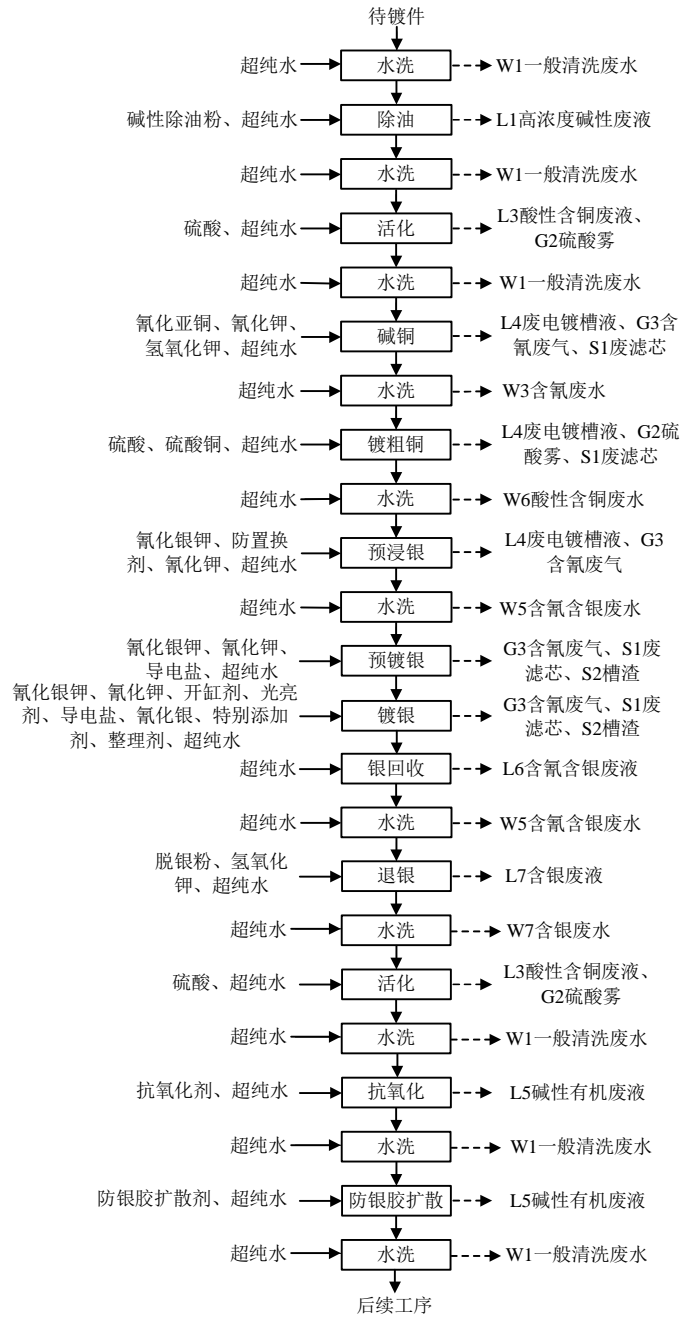 待镀件
超纯水 水洗 W1一般清洗废水
碱性除油粉、超纯水 除油 L1高浓度碱性废液
超纯水 水洗 W1一般清洗废水
硫酸、超纯水 活化 L3酸性含铜废液、
G2硫酸雾
超纯水 水洗 W1一般清洗废水
氰化亚铜、氰化钾、
氢氧化钾、超纯水
碱铜
L4废电镀槽液、G3含
氰废气、S1废滤芯
超纯水 水洗 W3含氰废水
硫酸、硫酸铜、超纯水 镀粗铜
L4废电镀槽液、G2硫
酸雾、S1废滤芯
超纯水 水洗 W6酸性含铜废水
氰化银钾、防置换
剂、氰化钾、超纯水
预浸银
L4废电镀槽液、G3
含氰废气
超纯水 水洗 W5含氰含银废水
氰化银钾、氰化钾、
导电盐、超纯水
预镀银
G3含氰废气、S1废
滤芯、S2槽渣
氰化银钾、氰化钾、开缸剂、光亮
剂、导电盐、氰化银、特别添加
剂、整理剂、超纯水
镀银
G3含氰废气、S1废
滤芯、S2槽渣
超纯水 银回收 L6含氰含银废液
超纯水 水洗 W5含氰含银废水
脱银粉、氢氧化
钾、超纯水
退银 L7含银废液
超纯水 水洗 W7含银废水
硫酸、超纯水 活化 L3酸性含铜废液、
G2硫酸雾
超纯水 水洗 W1一般清洗废水
抗氧化剂、超纯水 抗氧化 L5碱性有机废液
超纯水 水洗 W1一般清洗废水
防银胶扩散剂、超纯水 防银胶扩散 L5碱性有机废液
超纯水 水洗 W1一般清洗废水
后续工序